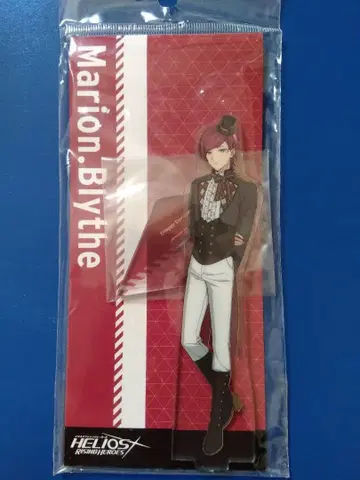 Marion.Blythe
HELIOS
RISING HEROES